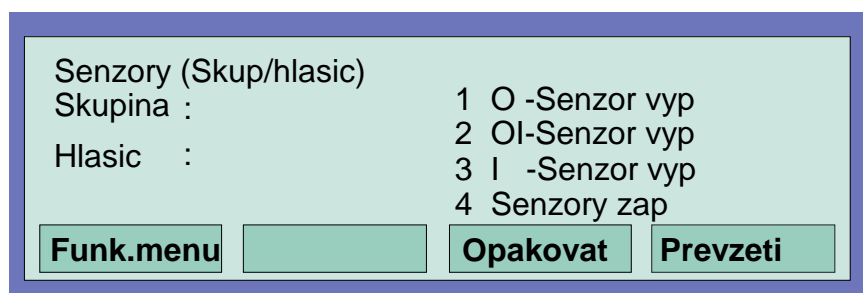 Senzory (Skup/hlasic)
Skupina :
Hlasic :
1 O -Senzor vyp
2 OI-Senzor vyp
3 I -Senzor vyp
4 Senzory zap
Funk.menu
Opakovat
Prevzeti